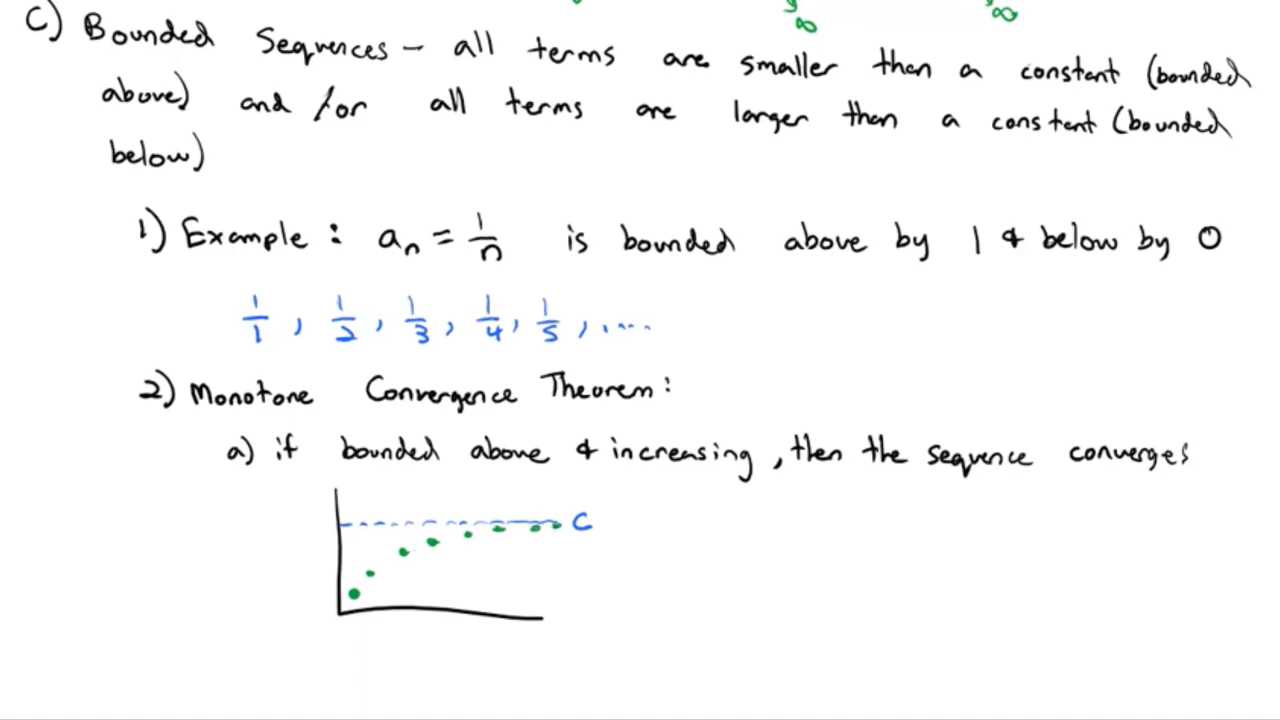 ∞ ∞
C) Bounded Sequences - all terms are smaller than a constant (bounded
above) and/or all terms are larger than a constant (bounded
below)
1) Example : aₙ = 1/n is bounded above by 1 & below by 0
1/1 , 1/2 , 1/3 , 1/4 , 1/5 , ....
2) Monotone Convergence Theorem :
a) if bounded above & increasing , then the sequence converges
C